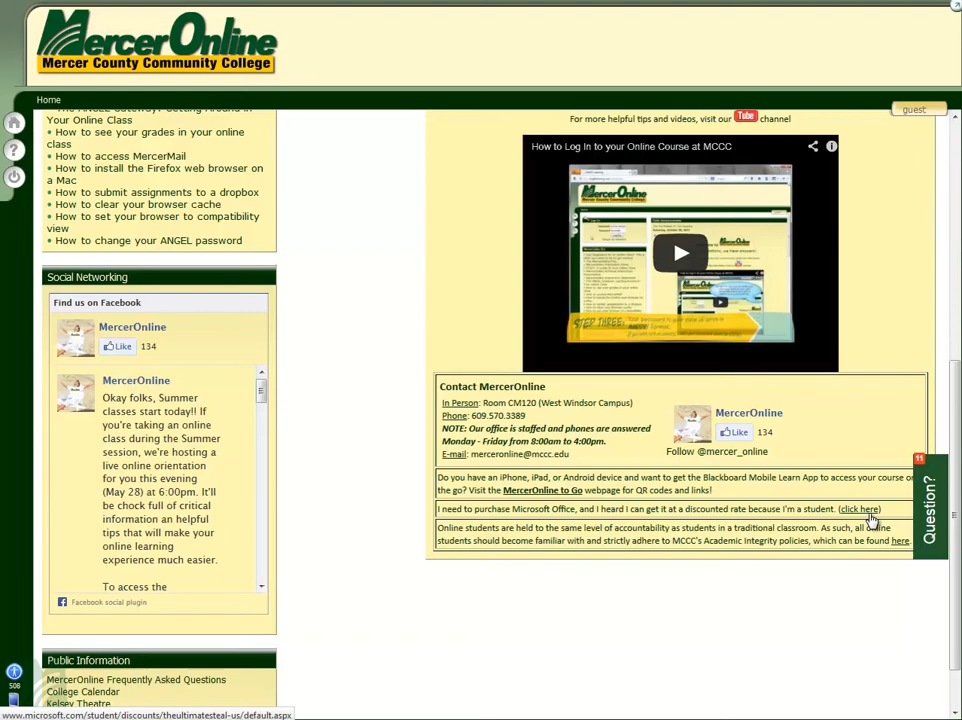 MercerOnline
Mercer County Community College
Home
guest
The ANGEL Gateway: Getting Around in
Your Online Class
• How to see your grades in your online
class
• How to access MercerMail
• How to install the Firefox web browser on
a Mac
• How to submit assignments to a dropbox
• How to clear your browser cache
• How to set your browser to compatibility
view
• How to change your ANGEL password
Social Networking
Find us on Facebook
MercerOnline
Like 134
MercerOnline
Okay folks, Summer
classes start today!! If
you're taking an online
class during the Summer
session, we're hosting a
live online orientation
for you this evening
(May 28) at 6:00pm. It'll
be chock full of critical
information an helpful
tips that will make your
online learning
experience much easier.
To access the
Facebook social plugin
Public Information
MercerOnline Frequently Asked Questions
College Calendar
Kelsey Theatre
508
www.microsoft.com/student/discounts/theultimatesteal-us/default.aspx
For more helpful tips and videos, visit our Tube channel
How to Log In to your Online Course at MCCC
MercerOnline
STEP THREE:
Contact MercerOnline
In Person: Room CM120 (West Windsor Campus)
Phone: 609.570.3389
NOTE: Our office is staffed and phones are answered
Monday - Friday from 8:00am to 4:00pm.
E-mail: merceronline@mccc.edu
MercerOnline
Like 134
Follow @mercer_online
Do you have an iPhone, iPad, or Android device and want to get the Blackboard Mobile Learn App to access your course on
the go? Visit the MercerOnline to Go webpage for QR codes and links!
I need to purchase Microsoft Office, and I heard I can get it at a discounted rate because I'm a student. (click here)
Online students are held to the same level of accountability as students in a traditional classroom. As such, all online
students should become familiar with and strictly adhere to MCCC's Academic Integrity policies, which can be found here.
11
Question?